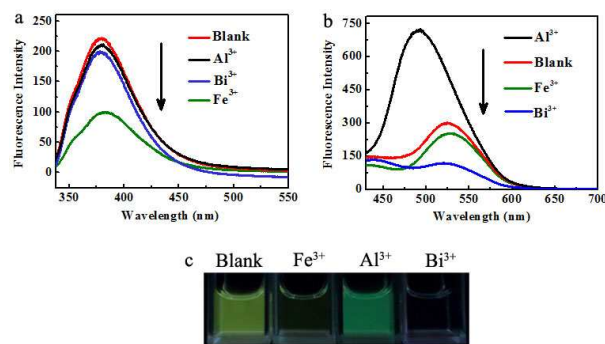 a
Fluorescence Intensity
200
150
100
50
0
350
400
450
500
550
Wavelength (nm)
Blank
Al³⁺
Bi³⁺
Fe³⁺
b
Fluorescence Intensity
750
600
450
300
150
0
450
500
550
600
700
Wavelength (nm)
Al³⁺
Blank
Fe³⁺
Bi³⁺
c
Blank Fe³⁺ Al³⁺ Bi³⁺